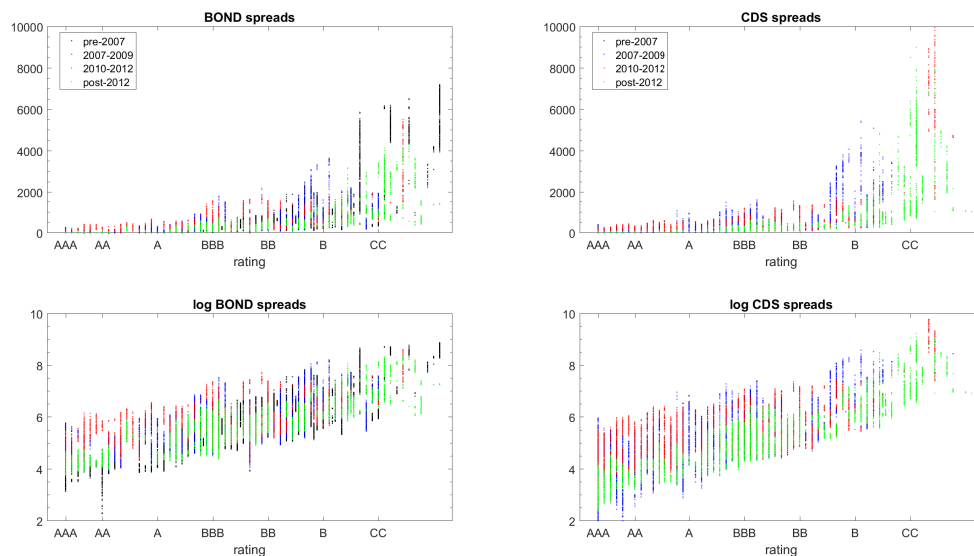 BOND spreads
10000
8000
6000
4000
2000
0
pre-2007
2007-2009
2010-2012
post-2012
AAA AA A BBB BB B CC
rating
CDS spreads
10000
8000
6000
4000
2000
0
pre-2007
2007-2009
2010-2012
post-2012
AAA AA A BBB BB B CC
rating
log BOND spreads
10
8
6
4
2
AAA AA A BBB BB B CC
rating
log CDS spreads
10
8
6
4
2
AAA AA A BBB BB B CC
rating